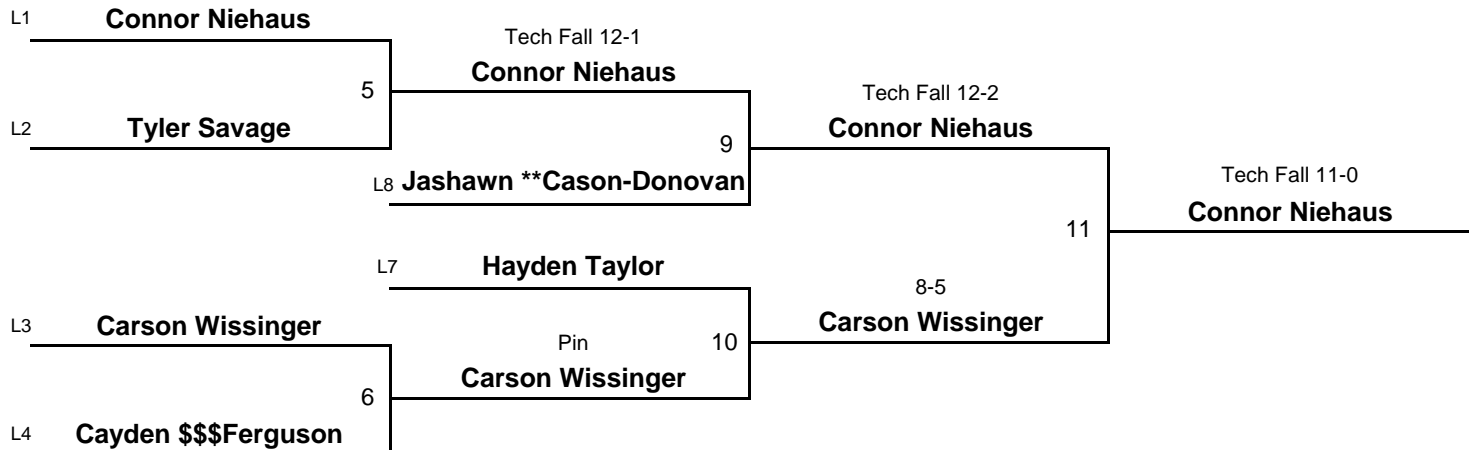 L1 Connor Niehaus
Tech Fall 12-1
Connor Niehaus
5
Tech Fall 12-2
L2 Tyler Savage
Connor Niehaus
9
L8 Jashawn **Cason-Donovan
Tech Fall 11-0
Connor Niehaus
11
L7 Hayden Taylor
8-5
L3 Carson Wissinger
Carson Wissinger
Pin
10
Carson Wissinger
6
L4 Cayden $$$Ferguson